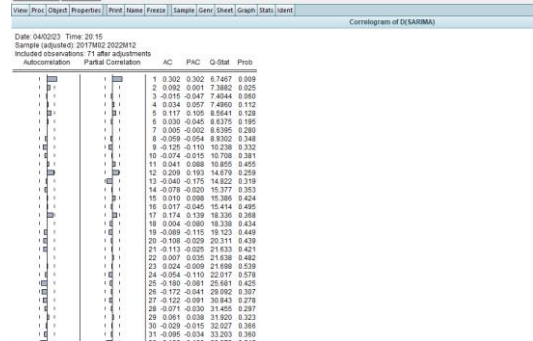 View Proc Object Properties Print Name Freeze Sample Genr Sheet Graph Stats Ident
Correlogram of D(SARIMA)
Date: 04/02/23 Time: 20:15
Sample (adjusted): 2017M02 2022M12
Included observations: 71 after adjustments
Autocorrelation Partial Correlation AC PAC Q-Stat Prob
1 0.302 0.302 6.7467 0.009
2 0.092 0.001 7.3882 0.025
3 -0.015 -0.047 7.4044 0.060
4 0.034 0.057 7.4960 0.112
5 0.117 0.105 8.5641 0.128
6 0.030 -0.045 8.6375 0.195
7 0.005 -0.002 8.6395 0.280
8 -0.059 -0.054 8.9302 0.348
9 -0.125 -0.110 10.238 0.332
10 -0.074 -0.015 10.708 0.381
11 0.041 0.088 10.855 0.455
12 0.209 0.193 14.679 0.259
13 -0.040 -0.175 14.822 0.319
14 -0.078 -0.020 15.377 0.353
15 0.010 0.098 15.386 0.424
16 0.017 -0.045 15.414 0.495
17 0.174 0.139 18.336 0.368
18 0.004 -0.080 18.338 0.434
19 -0.089 -0.115 19.123 0.449
20 -0.108 -0.029 20.311 0.439
21 -0.113 -0.025 21.633 0.421
22 0.007 0.035 21.638 0.482
23 0.024 -0.009 21.698 0.539
24 -0.054 -0.110 22.017 0.578
25 -0.180 -0.081 25.681 0.425
26 -0.172 -0.041 29.092 0.307
27 -0.122 -0.091 30.843 0.278
28 -0.071 -0.030 31.455 0.297
29 0.061 0.038 31.920 0.323
30 -0.029 -0.015 32.027 0.366
31 -0.095 -0.034 33.203 0.360